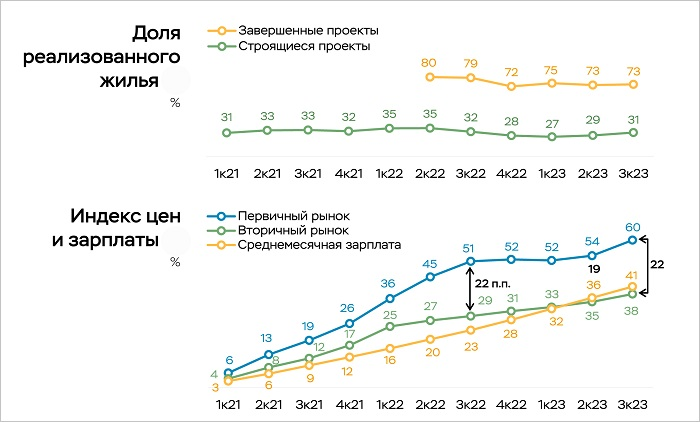 Доля
реализованного
жилья
%
Завершенные проекты
Строящиеся проекты
80 79 72 75 73 73
31 33 33 32 35 35 32 28 27 29 31
1к21 2к21 3к21 4к21 1к22 2к22 3к22 4к22 1к23 2к23 3к23
Индекс цен
и зарплаты
%
Первичный рынок
Вторичный рынок
Среднемесячная зарплата
6 13 19 26 36 45 51 52 52 54 60
19
22 п.п.
22
4 8 12 17 25 27 29 31 33 35 38
3 6 9 12 16 20 23 28 32 36 41
1к21 2к21 3к21 4к21 1к22 2к22 3к22 4к22 1к23 2к23 3к23